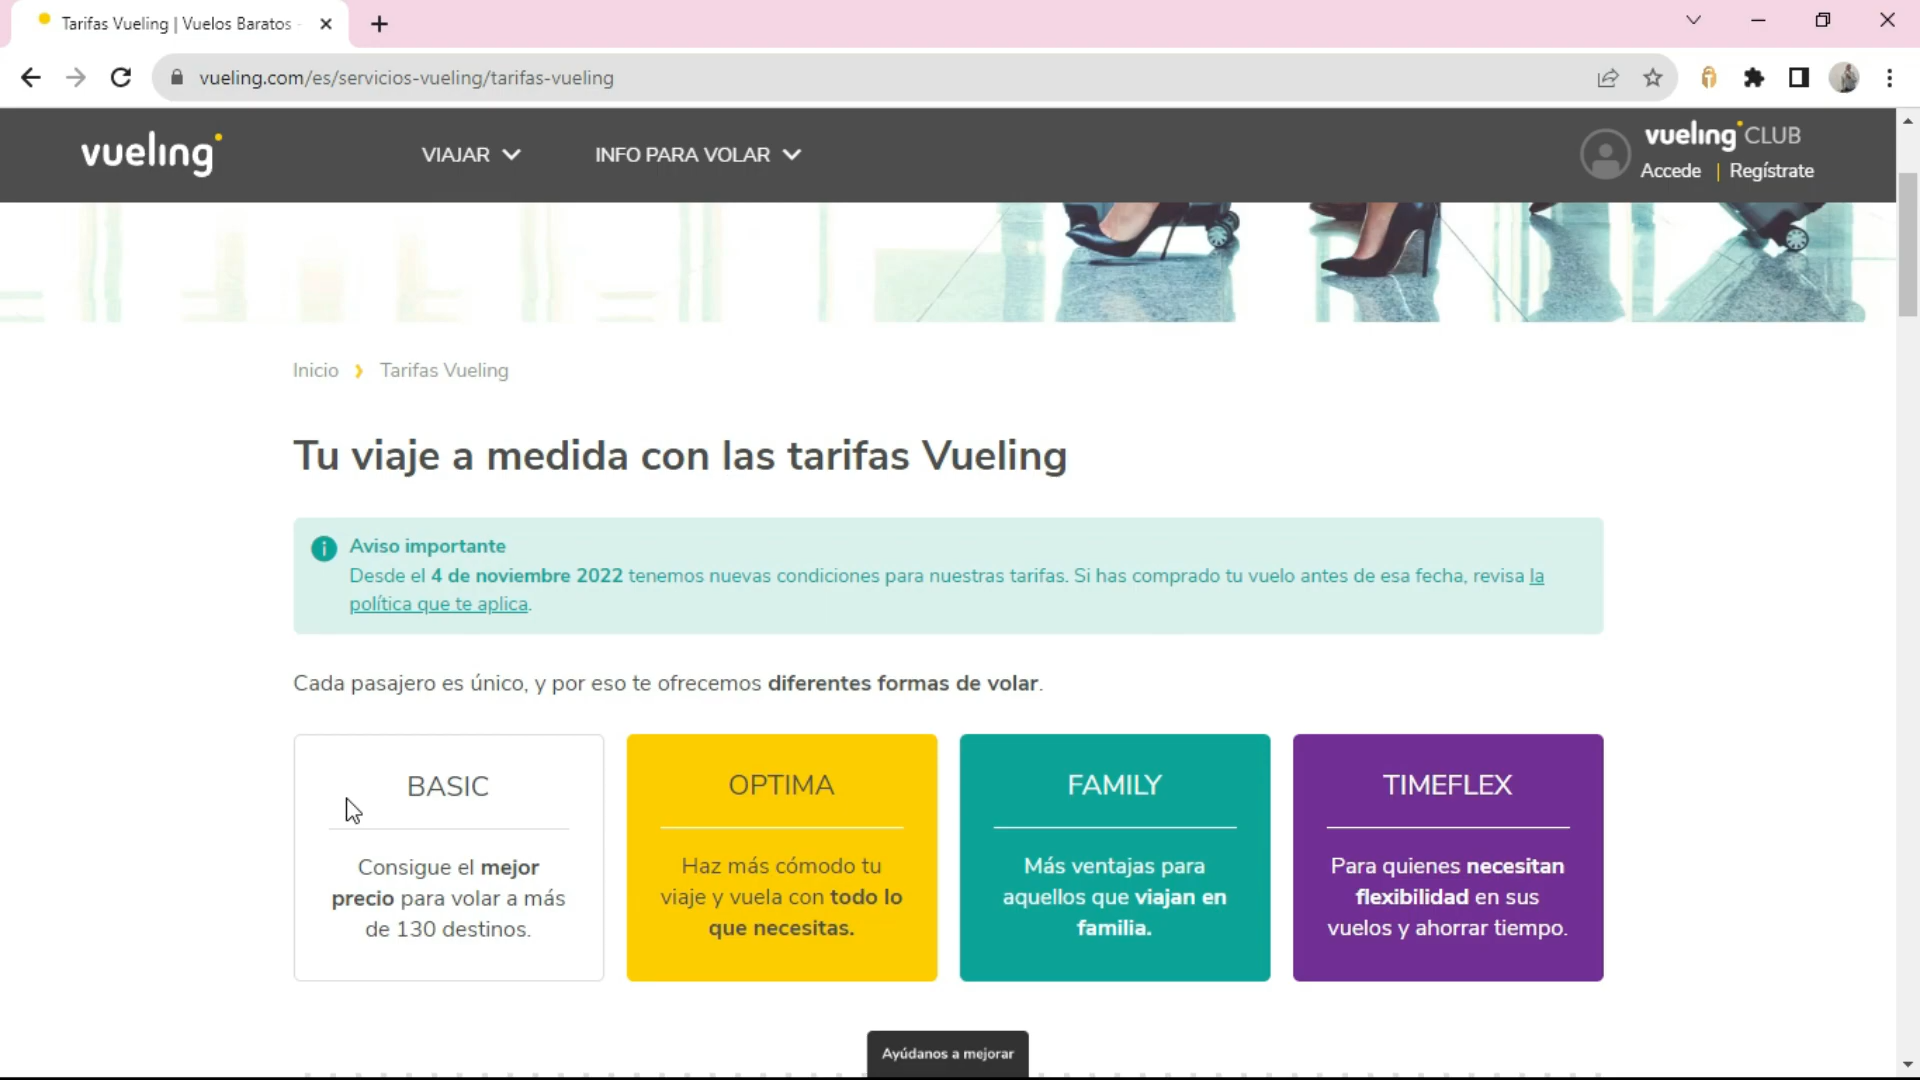 Tarifas Vueling | Vuelos Baratos -
vueling.com/es/servicios-vueling/tarifas-vueling
vueling
VIAJAR
INFO PARA VOLAR
vueling CLUB
Accede | Regístrate
Inicio › Tarifas Vueling
Tu viaje a medida con las tarifas Vueling
Aviso importante
Desde el 4 de noviembre 2022 tenemos nuevas condiciones para nuestras tarifas. Si has comprado tu vuelo antes de esa fecha, revisa la
política que te aplica.
Cada pasajero es único, y por eso te ofrecemos diferentes formas de volar.
BASIC
Consigue el mejor
precio para volar a más
de 130 destinos.
OPTIMA
Haz más cómodo tu
viaje y vuela con todo lo
que necesitas.
FAMILY
Más ventajas para
aquellos que viajan en
familia.
TIMEFLEX
Para quienes necesitan
flexibilidad en sus
vuelos y ahorrar tiempo.
Ayúdanos a mejorar